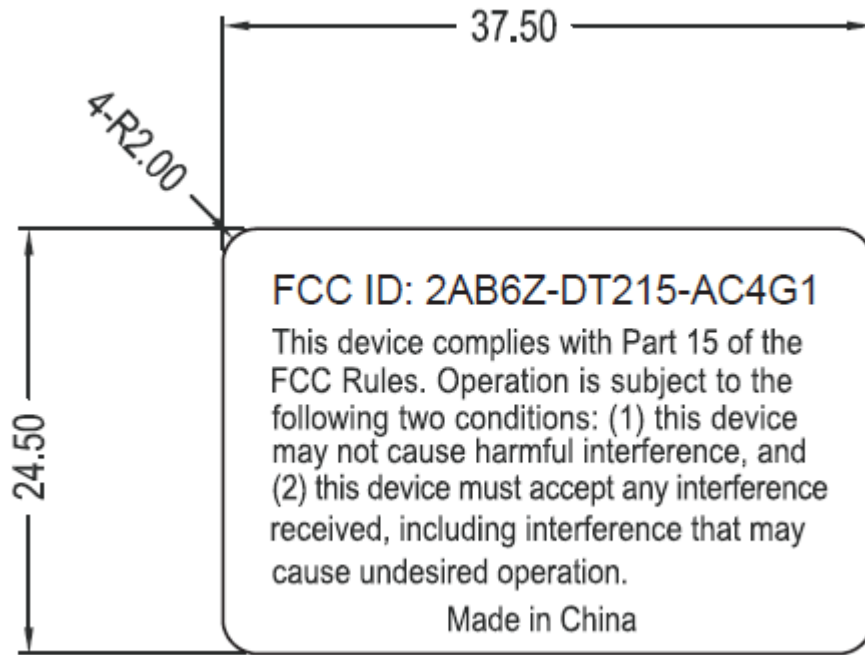 37.50
4-R2.00
24.50
FCC ID: 2AB6Z-DT215-AC4G1
This device complies with Part 15 of the
FCC Rules. Operation is subject to the
following two conditions: (1) this device
may not cause harmful interference, and
(2) this device must accept any interference
received, including interference that may
cause undesired operation.
Made in China